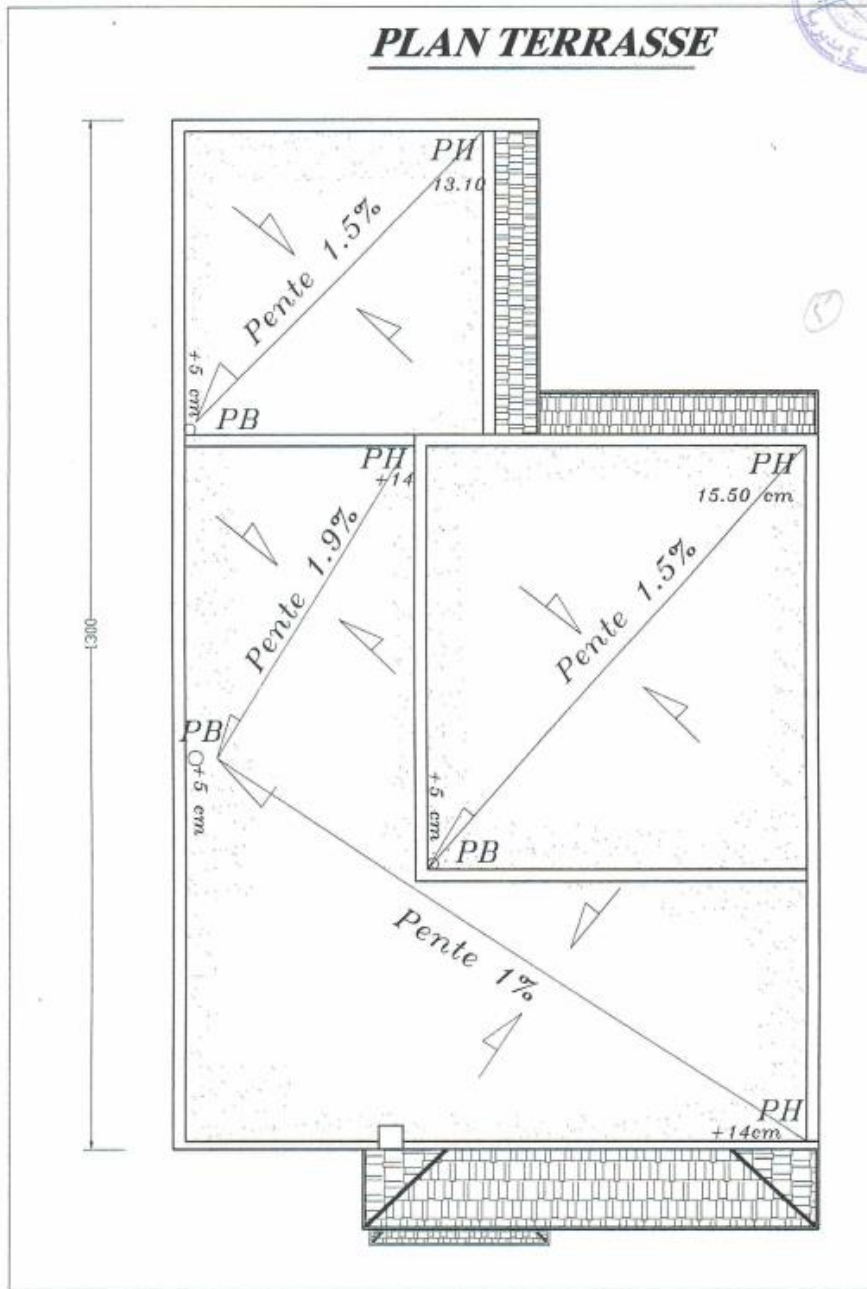 PLAN TERRASSE
PH
13.10
Pente 1.5%
+5 cm
PB
PH
+14
Pente 1.9%
PH
15.50 cm
Pente 1.5%
PB
+5 cm
+5 cm
PB
1300
Pente 1%
PH
+14cm